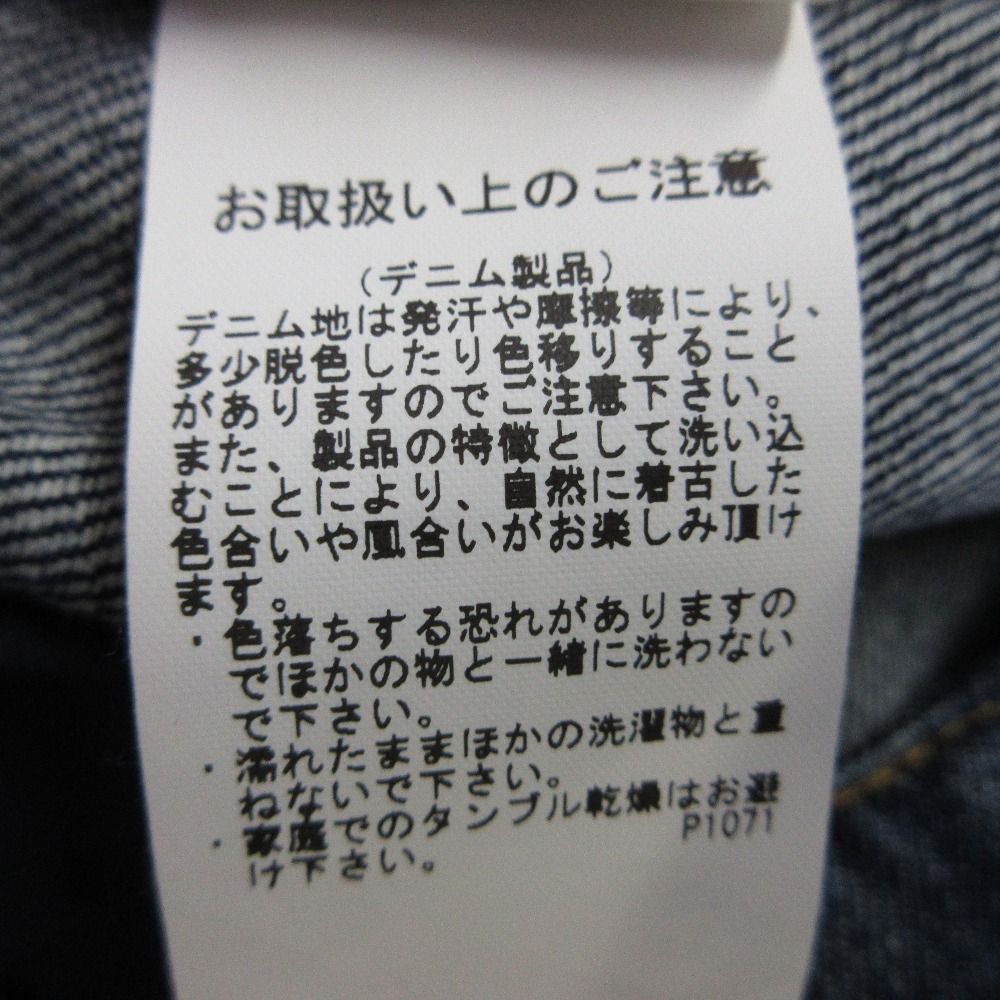 お取扱い上のご注意
(デニム製品)
デニム地は発汗や摩擦等により、
多少脱色したり色移りすること
がありますのでご注意下さい。
また、製品の特徴として洗い込
むことにより、自然に着古した
色合いや風合いがお楽しみ頂け
ます。
・色落ちする恐れがありますの
でほかの物と一緒に洗わない
で下さい。
・濡れたままほかの洗濯物と重
ねないで下さい。
・家庭でのタンブル乾燥はお避
け下さい。
P1071